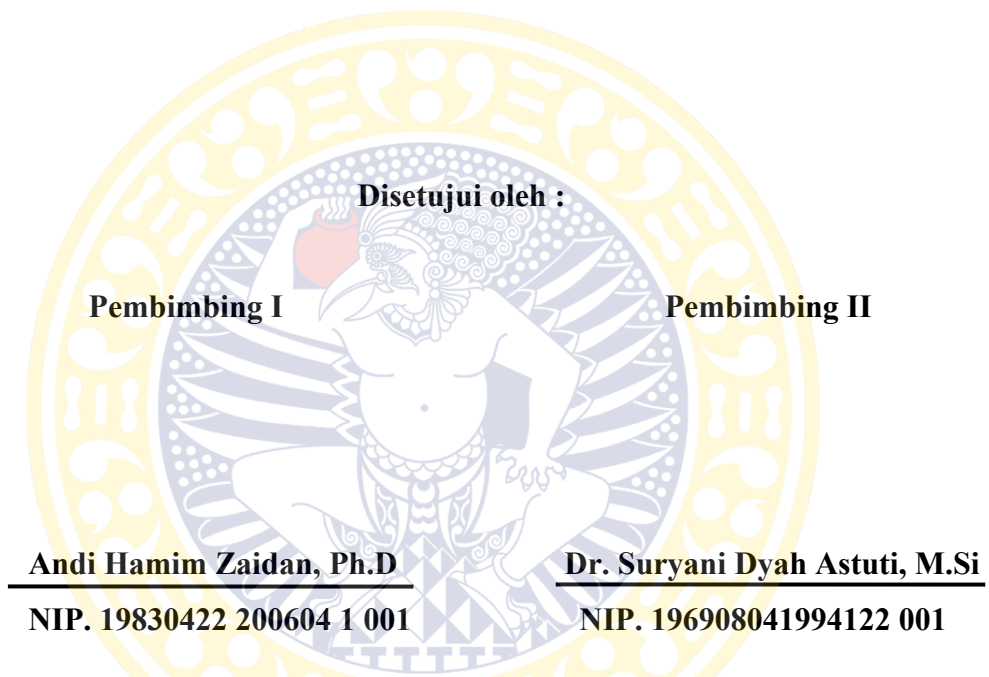 Disetujui oleh :
Pembimbing I
Pembimbing II
Andi Hamim Zaidan, Ph.D
Dr. Suryani Dyah Astuti, M.Si
NIP. 19830422 200604 1 001
NIP. 196908041994122 001